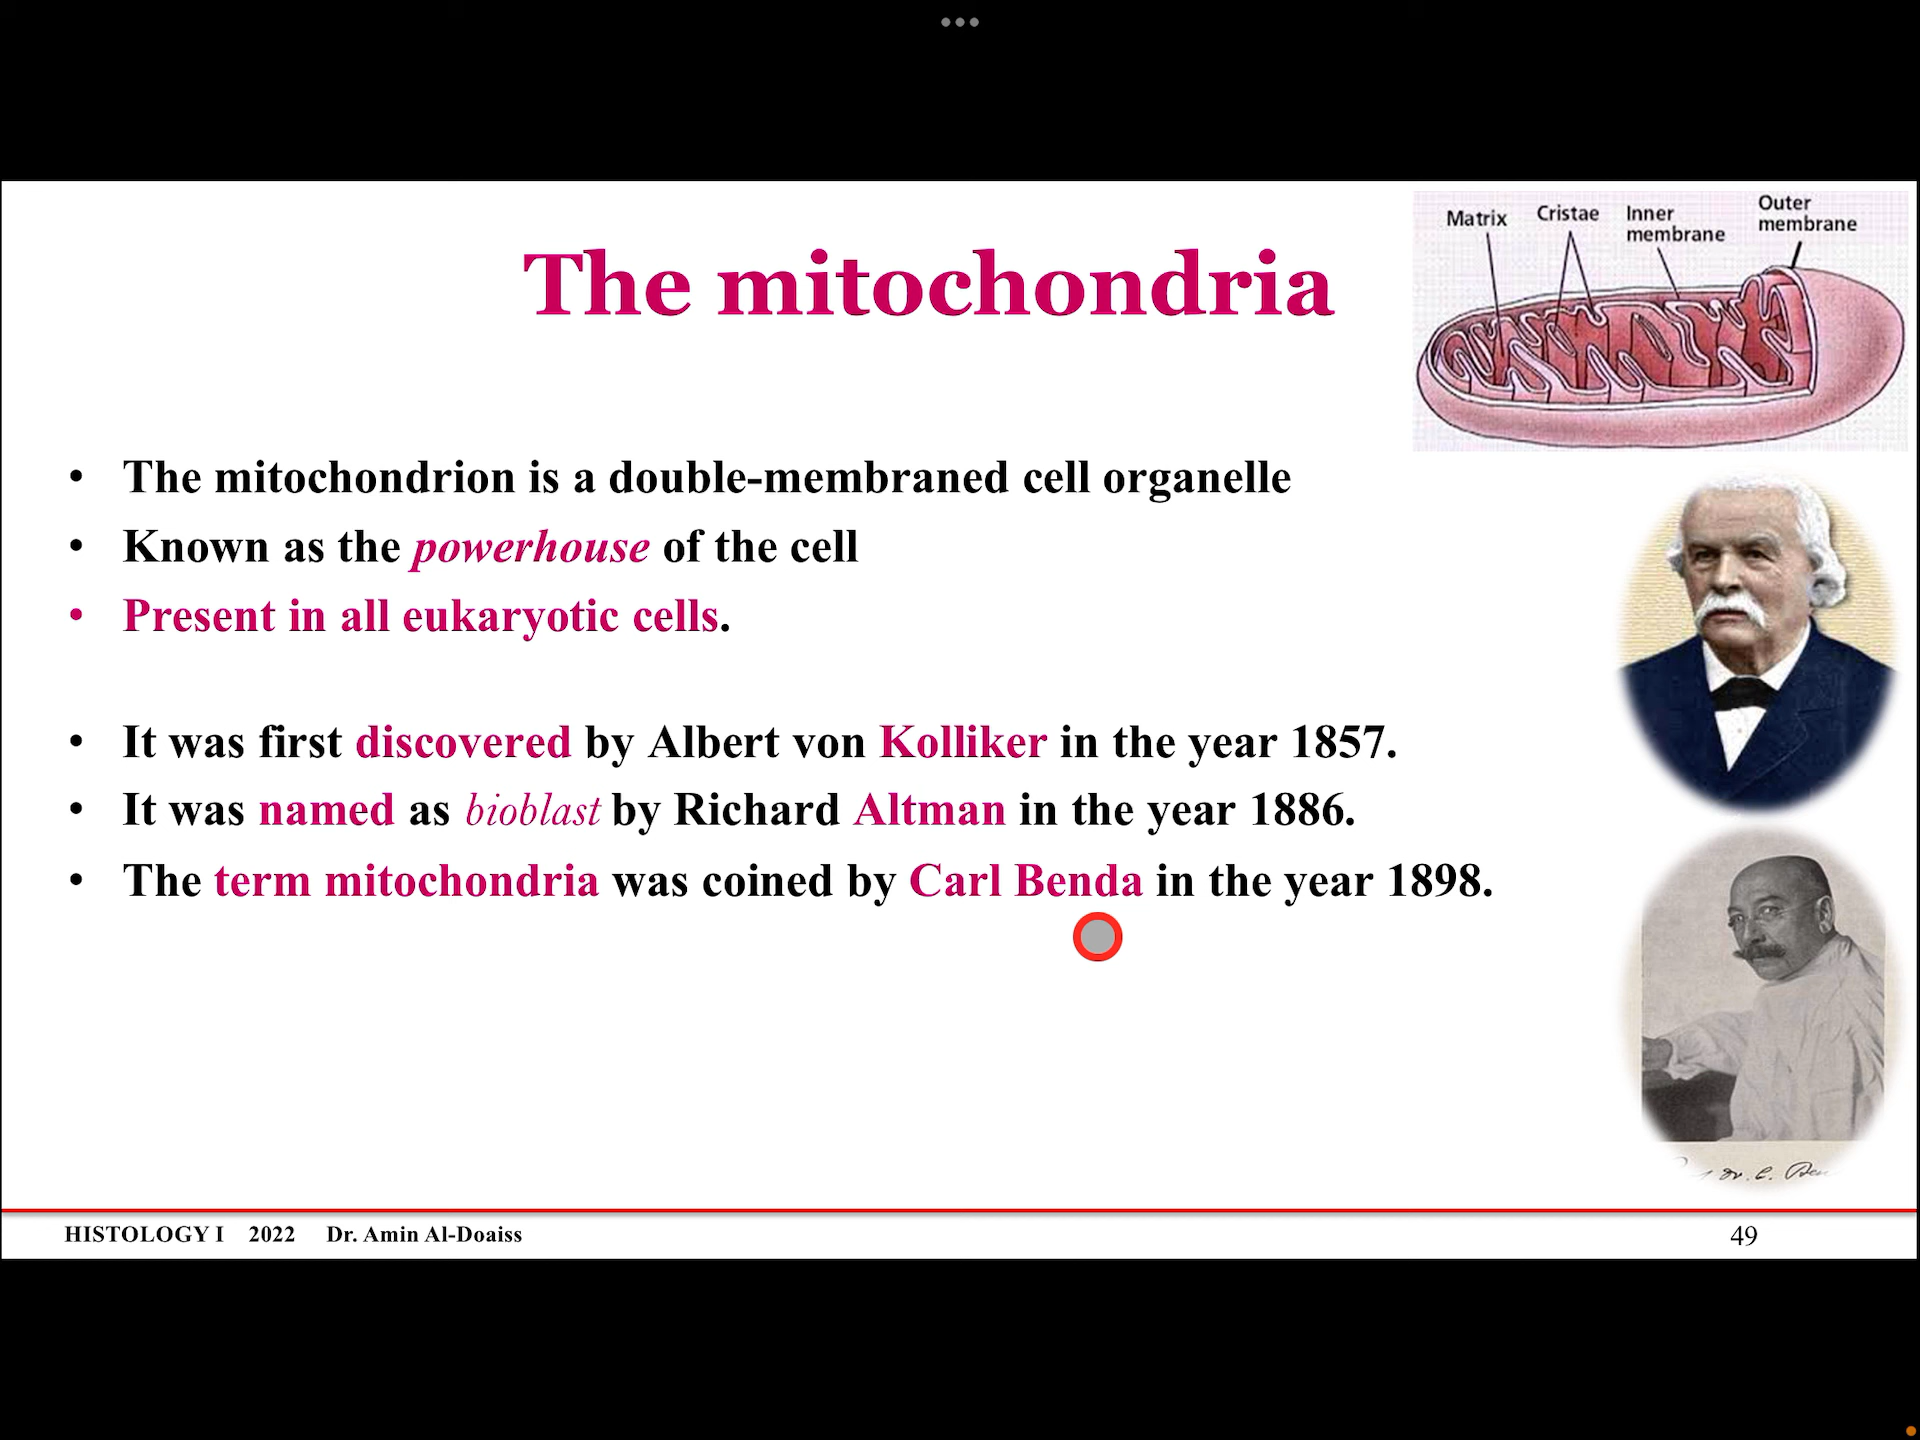 Matrix Cristae Inner membrane Outer membrane
The mitochondria
• The mitochondrion is a double-membraned cell organelle
• Known as the powerhouse of the cell
• Present in all eukaryotic cells.
• It was first discovered by Albert von Kolliker in the year 1857.
• It was named as bioblast by Richard Altman in the year 1886.
• The term mitochondria was coined by Carl Benda in the year 1898.
HISTOLOGY I 2022 Dr. Amin Al-Doaiss
49